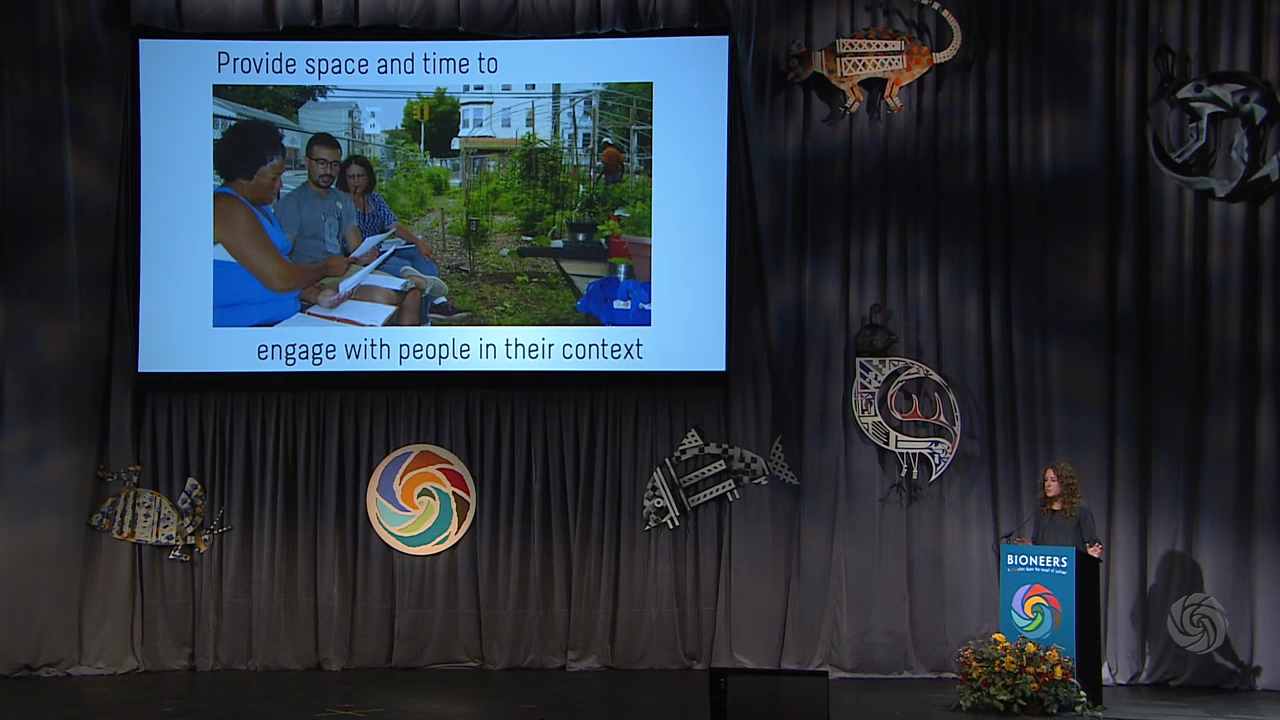 Provide space and time to
engage with people in their context
BIONEERS